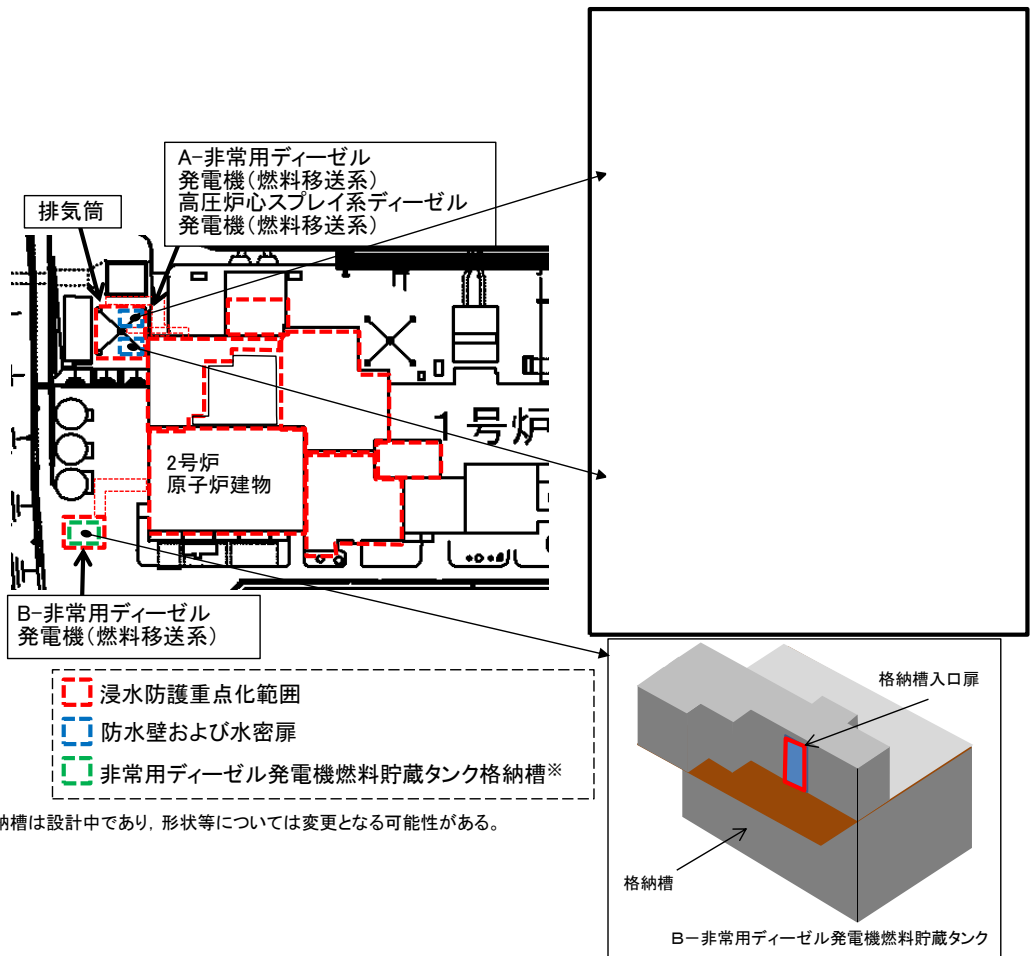 A-非常用ディーゼル
発電機(燃料移送系)
高圧炉心スプレイ系ディーゼル
発電機(燃料移送系)
排気筒
1号炉
2号炉
原子炉建物
B-非常用ディーゼル
発電機(燃料移送系)
浸水防護重点化範囲
防水壁および水密扉
非常用ディーゼル発電機燃料貯蔵タンク格納槽※
納槽は設計中であり,形状等については変更となる可能性がある。
格納槽入口扉
格納槽
B-非常用ディーゼル発電機燃料貯蔵タンク